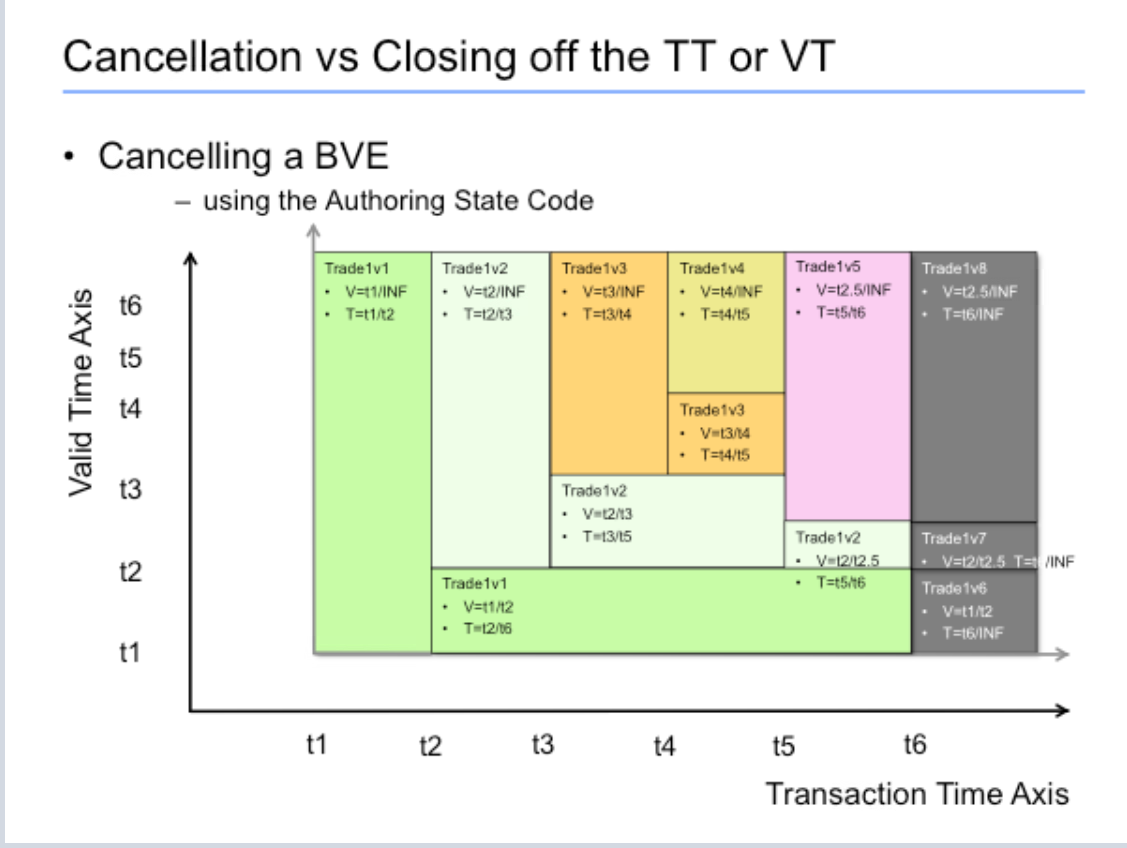 Cancellation vs Closing off the TT or VT
• Cancelling a BVE
– using the Authoring State Code
Valid Time Axis
t6
t5
t4
t3
t2
t1
Trade1v1
• V=t1/INF
• T=t1/t2
Trade1v2
• V=t2/INF
• T=t2/t3
Trade1v3
• V=t3/INF
• T=t3/t4
Trade1v4
• V=t4/INF
• T=t4/t5
Trade1v5
• V=t2.5/INF
• T=t5/t6
Trade1v8
• V=t2.5/INF
• T=t6/INF
Trade1v3
• V=t3/t4
• T=t4/t5
Trade1v2
• V=t2/t3
• T=t3/t5
Trade1v2
• V=t2/t2.5
• T=t5/t6
Trade1v7
• V=t2/t2.5 T=t6/INF
Trade1v1
• V=t1/t2
• T=t2/t6
Trade1v6
• V=t1/t2
• T=t6/INF
t1 t2 t3 t4 t5 t6
Transaction Time Axis